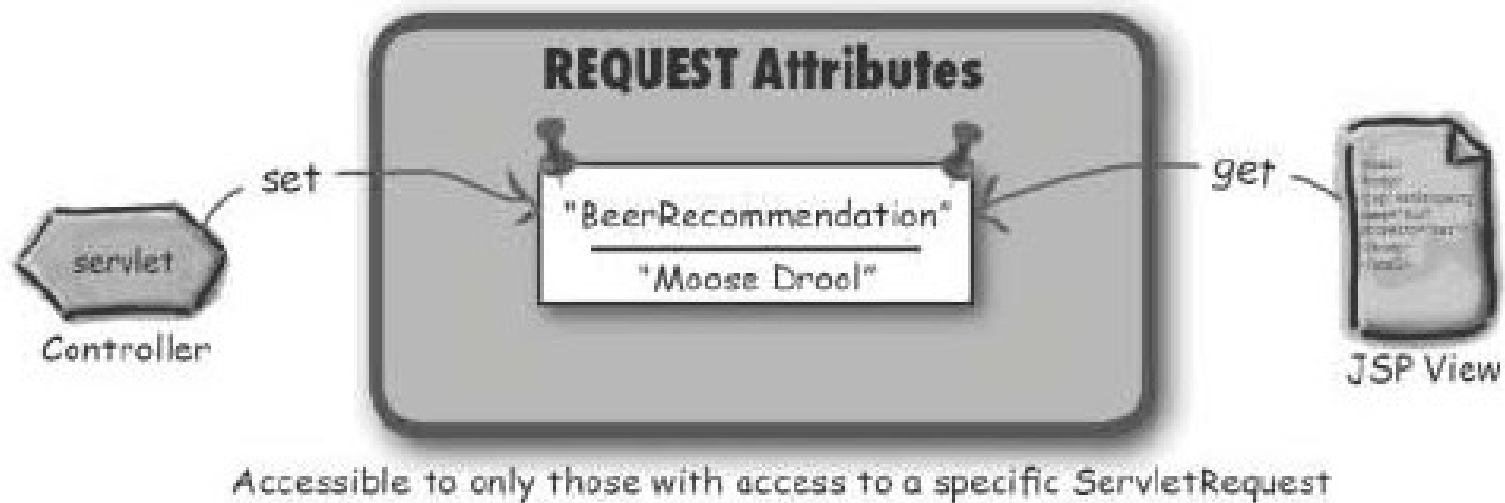 REQUEST Attributes
set
get
"BeerRecommendation"
"Moose Drool"
servlet
Controller
JSP View
Accessible to only those with access to a specific ServletRequest